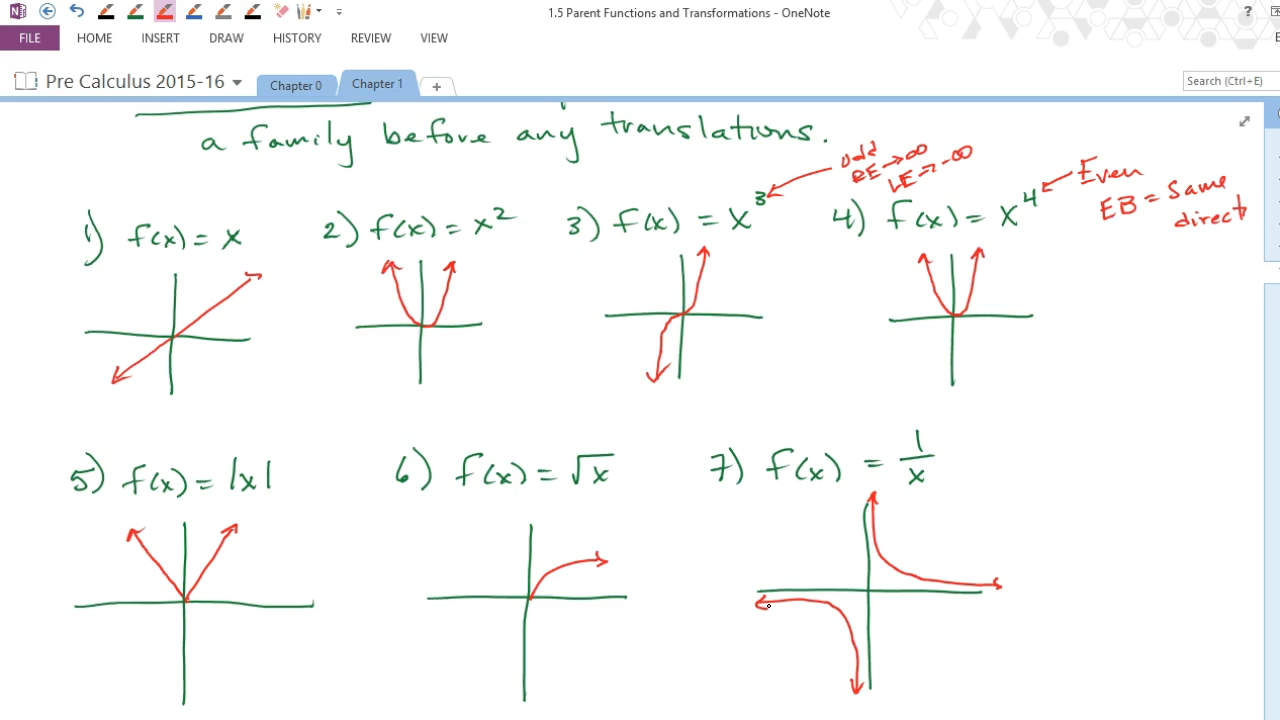 1.5 Parent Functions and Transformations - OneNote
?
FILE
HOME
INSERT
DRAW
HISTORY
REVIEW
VIEW
Pre Calculus 2015-16
Chapter 0
Chapter 1
+
Search (Ctrl+E)
a family before any translations.
odd
RE→∞
LE→-∞
Even
EB = Same
direct
1) f(x) = x
2) f(x) = x²
3) f(x) = x³
4) f(x) = x⁴
5) f(x) = |x|
6) f(x) = √x
7) f(x) = 1/x